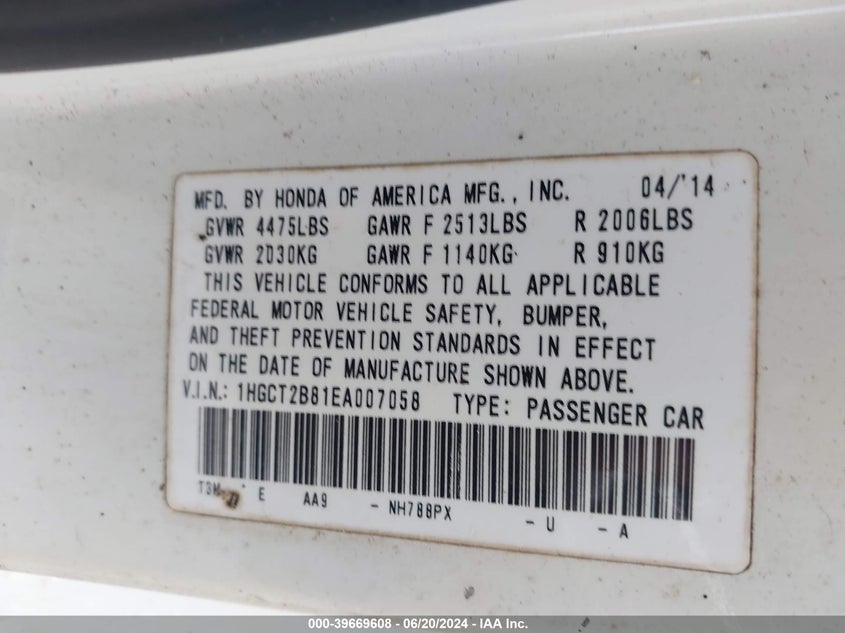 MFD. BY HONDA OF AMERICA MFG., INC. 04/'14
GVWR 4475LBS GAWR F 2513LBS R 2006LBS
GVWR 2030KG GAWR F 1140KG R 910KG
THIS VEHICLE CONFORMS TO ALL APPLICABLE
FEDERAL MOTOR VEHICLE SAFETY, BUMPER,
AND THEFT PREVENTION STANDARDS IN EFFECT
ON THE DATE OF MANUFACTURE SHOWN ABOVE.
V.I.N.: 1HGCT2B81EA007058 TYPE: PASSENGER CAR
E AA9 - NH788PX - U - A
000-39669608 - 06/20/2024 - IAA Inc.